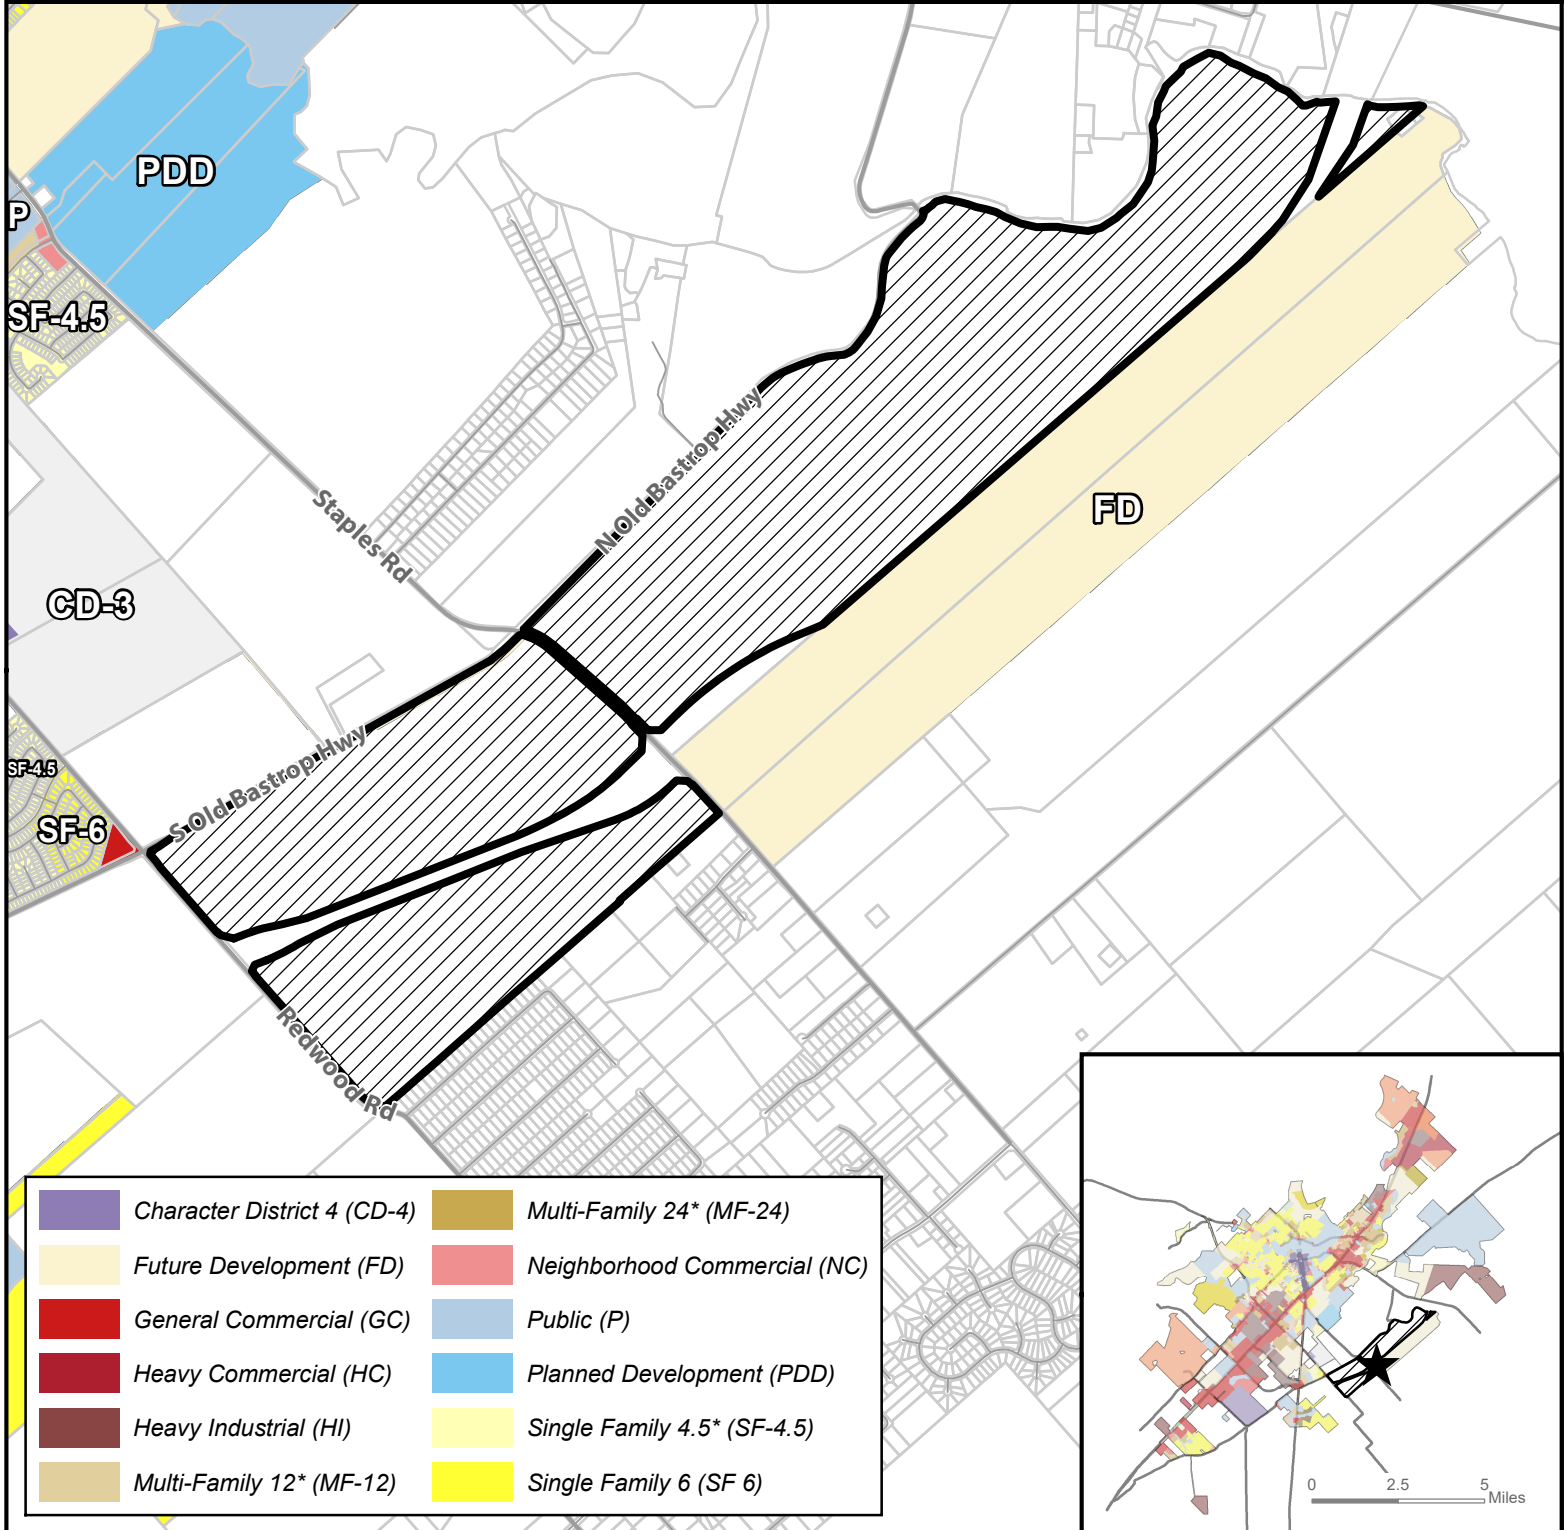 PDD
P
SF-4.5
N Old Bastrop Hwy
Staples Rd
FD
CD-3
S Old Bastrop Hwy
SF-4.5
SF-6
Redwood Rd
Character District 4 (CD-4)
Future Development (FD)
General Commercial (GC)
Heavy Commercial (HC)
Heavy Industrial (HI)
Multi-Family 12* (MF-12)
Multi-Family 24* (MF-24)
Neighborhood Commercial (NC)
Public (P)
Planned Development (PDD)
Single Family 4.5* (SF-4.5)
Single Family 6 (SF 6)
0 2.5 5
Miles